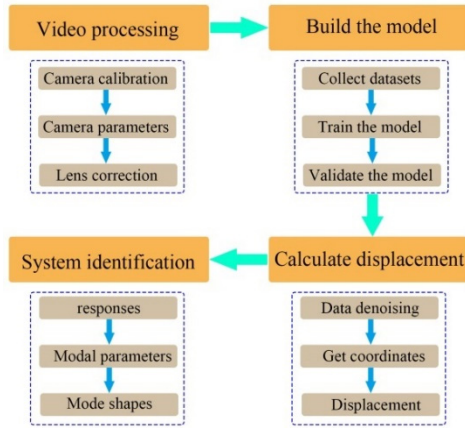 Video processing
Build the model
Camera calibration
Camera parameters
Lens correction
Collect datasets
Train the model
Validate the model
System identification
Calculate displacement
responses
Modal parameters
Mode shapes
Data denoising
Get coordinates
Displacement